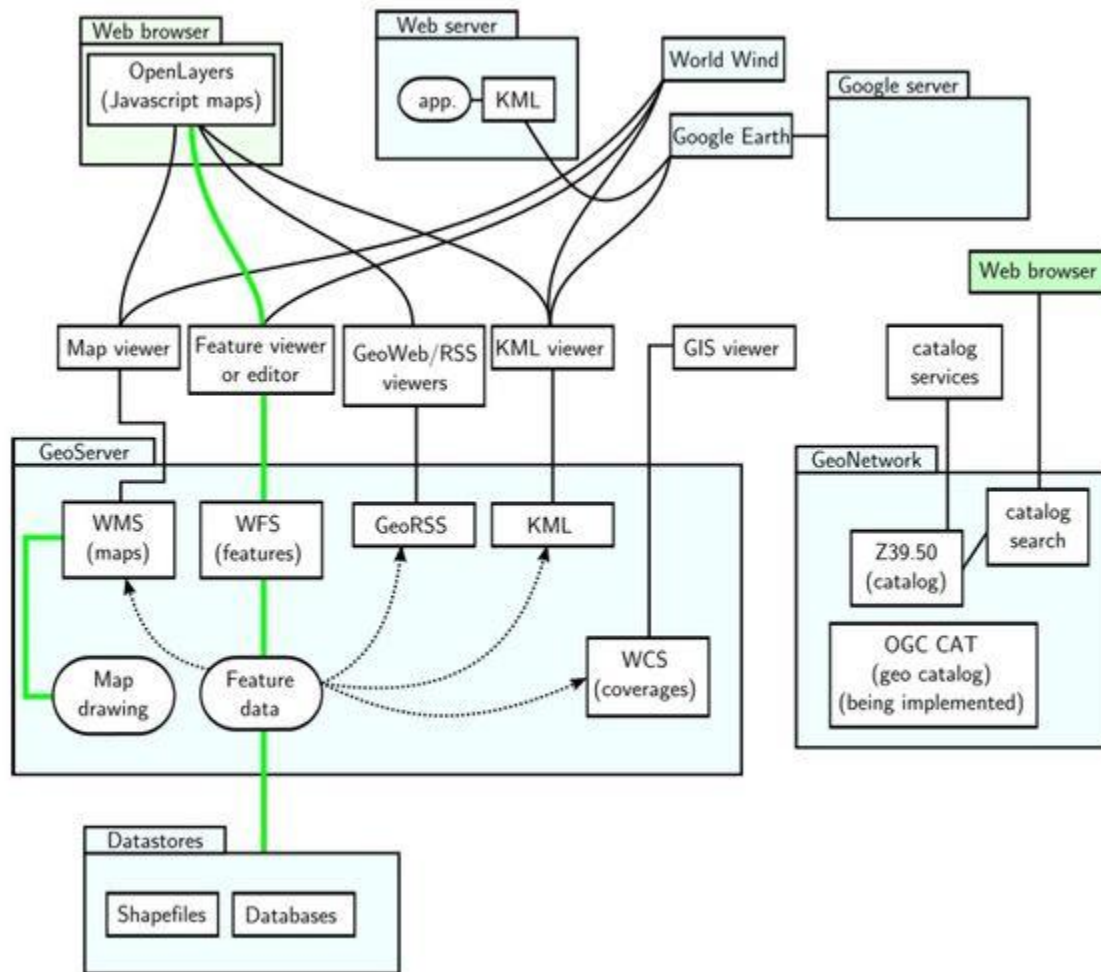 Web browser
OpenLayers
(Javascript maps)
Web server
app.
KML
World Wind
Google Earth
Google server
Web browser
Map viewer
Feature viewer
or editor
GeoWeb/RSS
viewers
KML viewer
GIS viewer
catalog
services
GeoServer
WMS
(maps)
WFS
(features)
GeoRSS
KML
Map
drawing
Feature
data
WCS
(coverages)
GeoNetwork
catalog
search
Z39.50
(catalog)
OGC CAT
(geo catalog)
(being implemented)
Datastores
Shapefiles
Databases